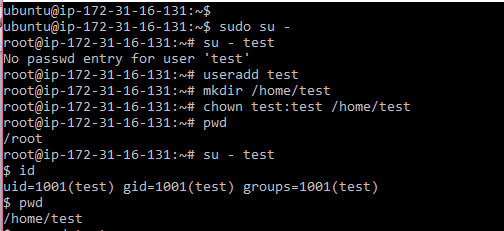 ubuntu@ip-172-31-16-131:~$
ubuntu@ip-172-31-16-131:~$ sudo su -
root@ip-172-31-16-131:~# su - test
No passwd entry for user 'test'
root@ip-172-31-16-131:~# useradd test
root@ip-172-31-16-131:~# mkdir /home/test
root@ip-172-31-16-131:~# chown test:test /home/test
root@ip-172-31-16-131:~# pwd
/root
root@ip-172-31-16-131:~# su - test
$ id
uid=1001(test) gid=1001(test) groups=1001(test)
$ pwd
/home/test